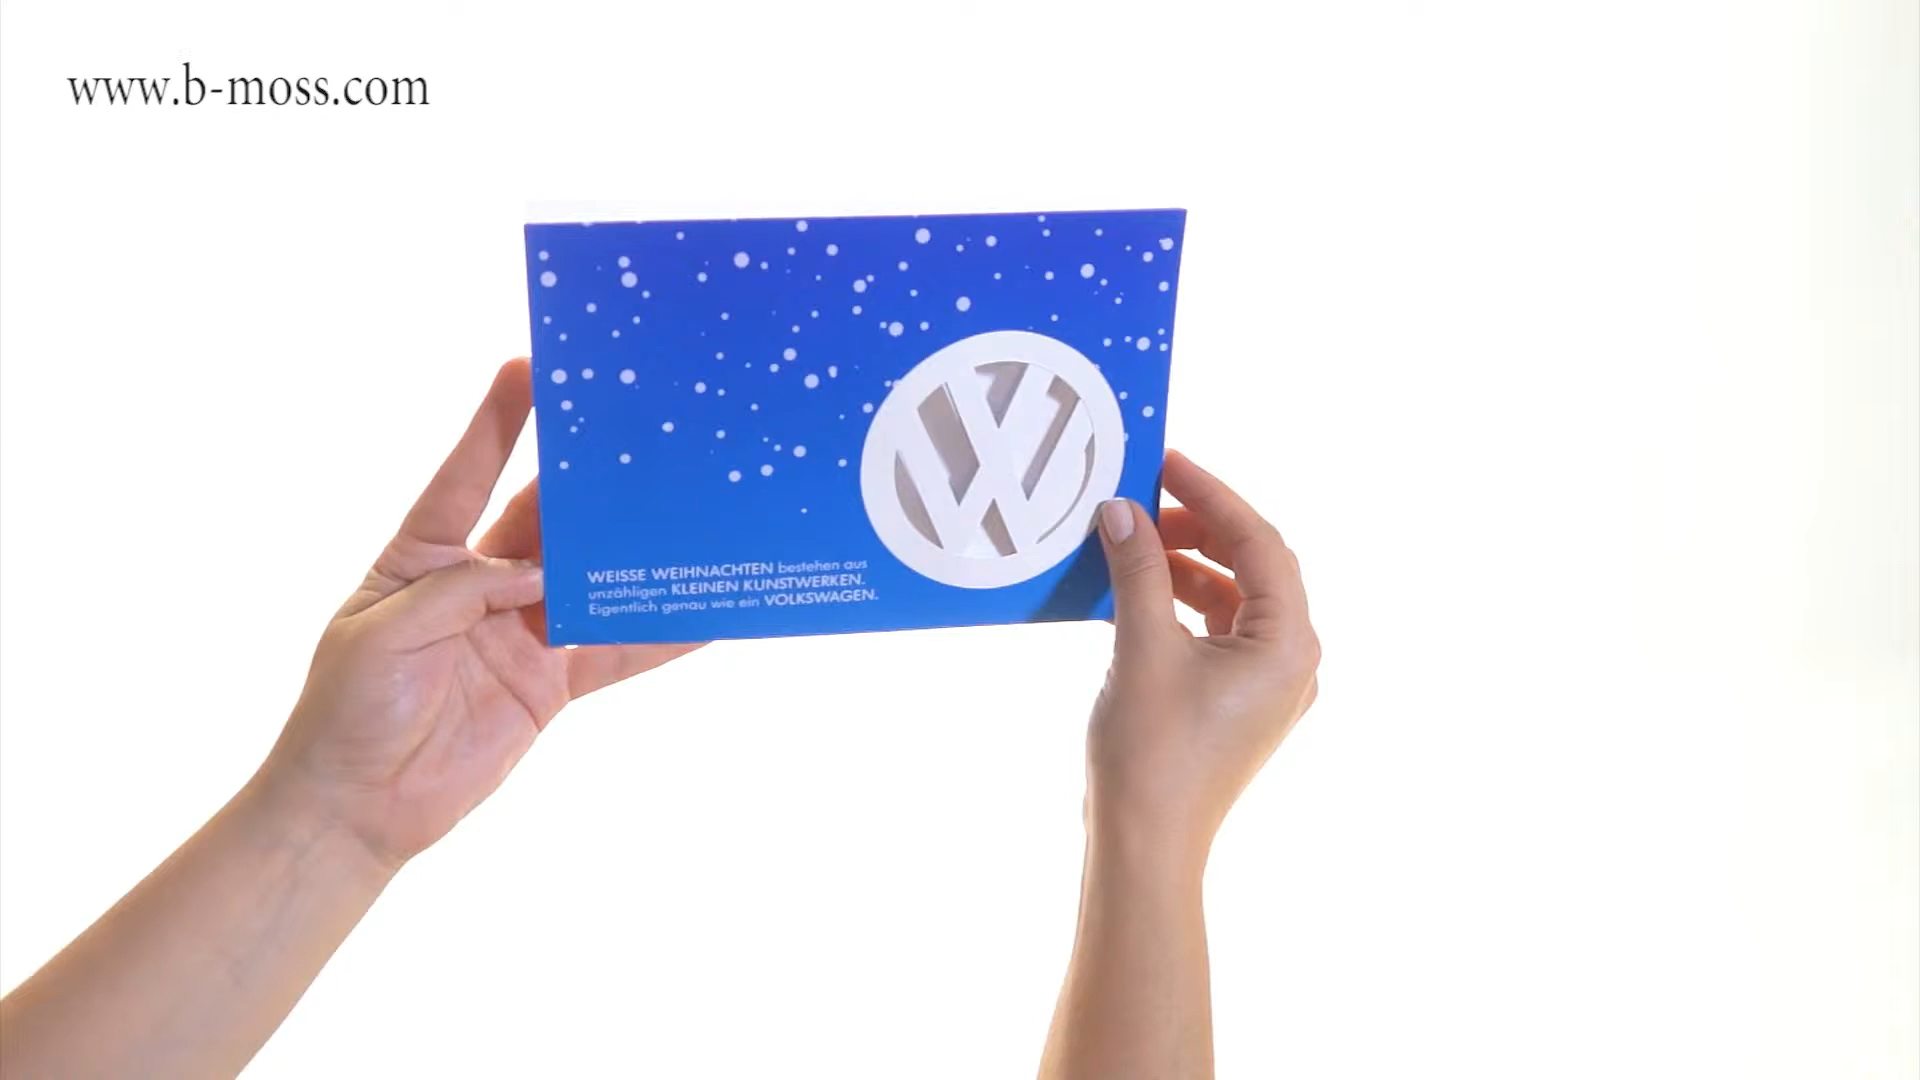 www.b-moss.com
WEISSE WEIHNACHTEN bestehen aus
unzähligen KLEINEN KUNSTWERKEN.
Eigentlich genau wie ein VOLKSWAGEN.